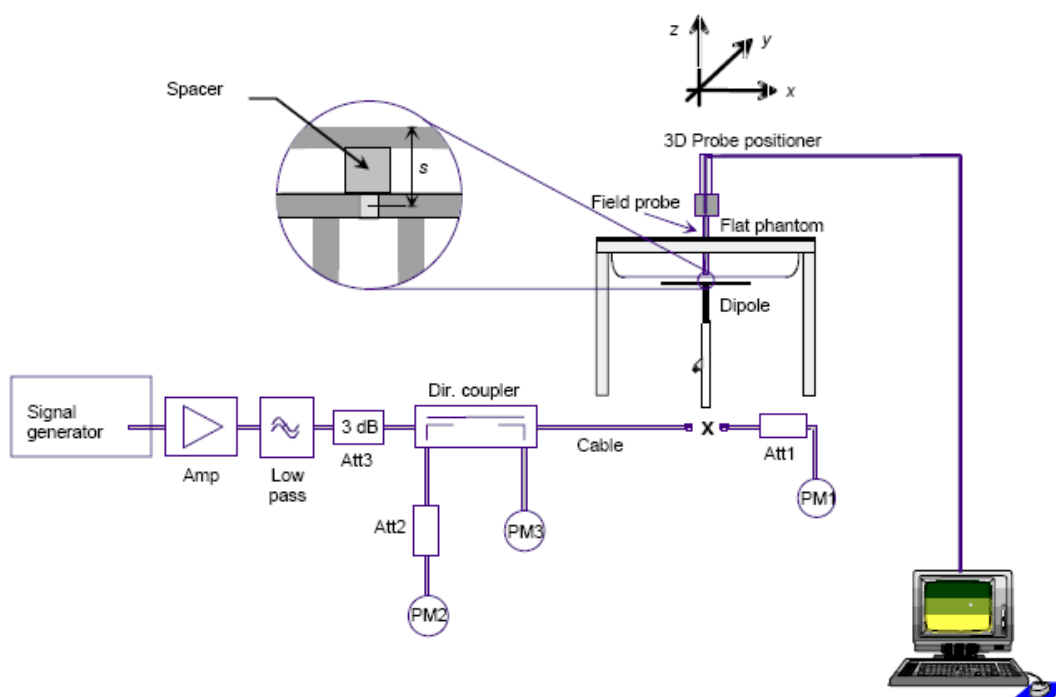 z
y
x
Spacer
s
3D Probe positioner
Field probe
Flat phantom
Dipole
Signal
generator
Amp
Low
pass
3 dB
Att3
Dir. coupler
Cable
X
Att1
PM1
Att2
PM3
PM2